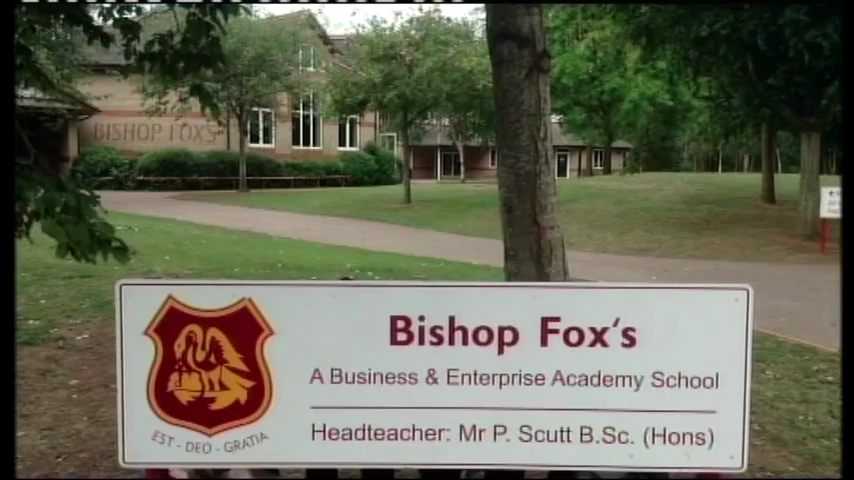 BISHOP FOX'S
Bishop Fox's
A Business & Enterprise Academy School
Headteacher: Mr P. Scutt B.Sc. (Hons)
EST - DEO - GRATIA